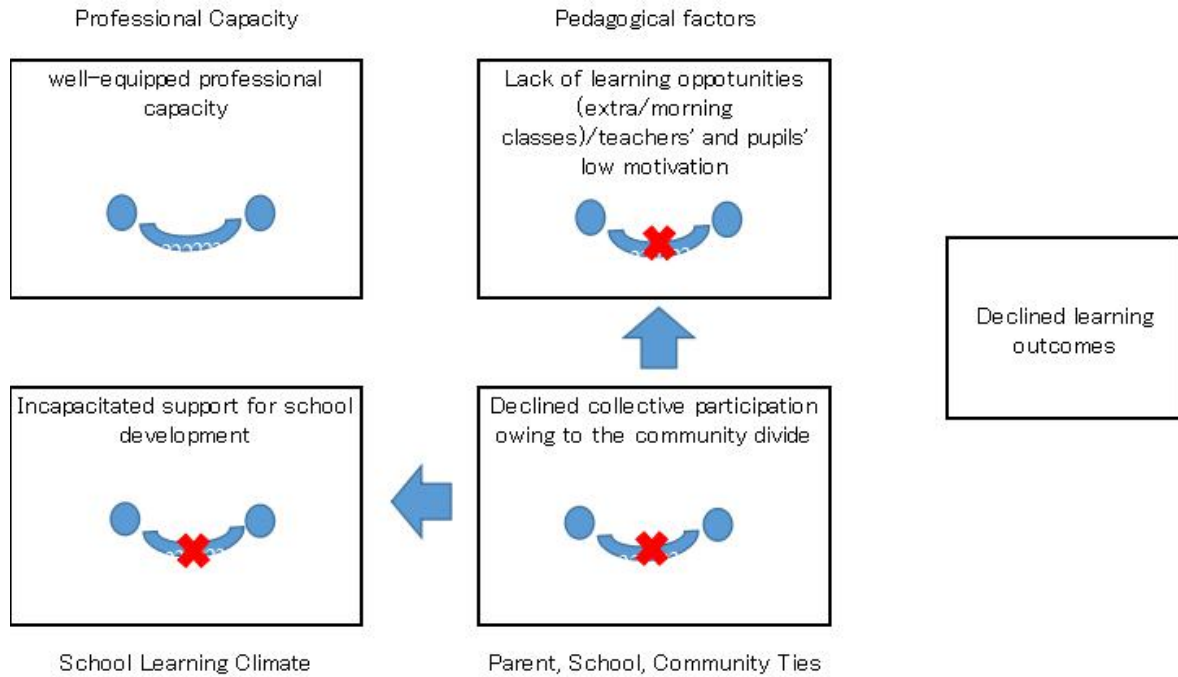 Professional Capacity
Pedagogical factors
well-equipped professional
capacity
Lack of learning oppotunities
(extra/morning
classes)/teachers' and pupils'
low motivation
Declined learning
outcomes
Incapacitated support for school
development
Declined collective participation
owing to the community divide
School Learning Climate
Parent, School, Community Ties